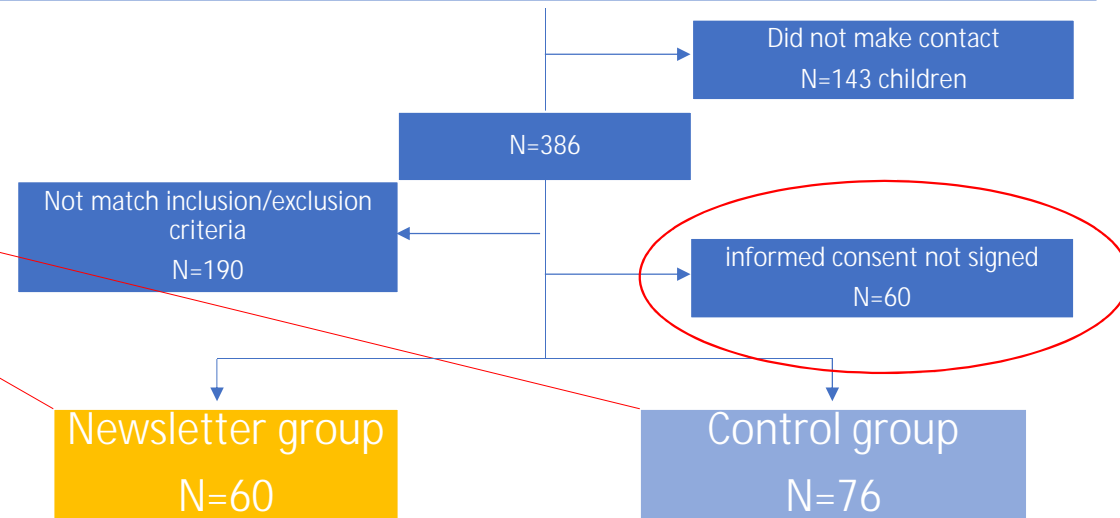 Did not make contact
N=143 children
N=386
Not match inclusion/exclusion
criteria
N=190
informed consent not signed
N=60
Newsletter group
N=60
Control group
N=76